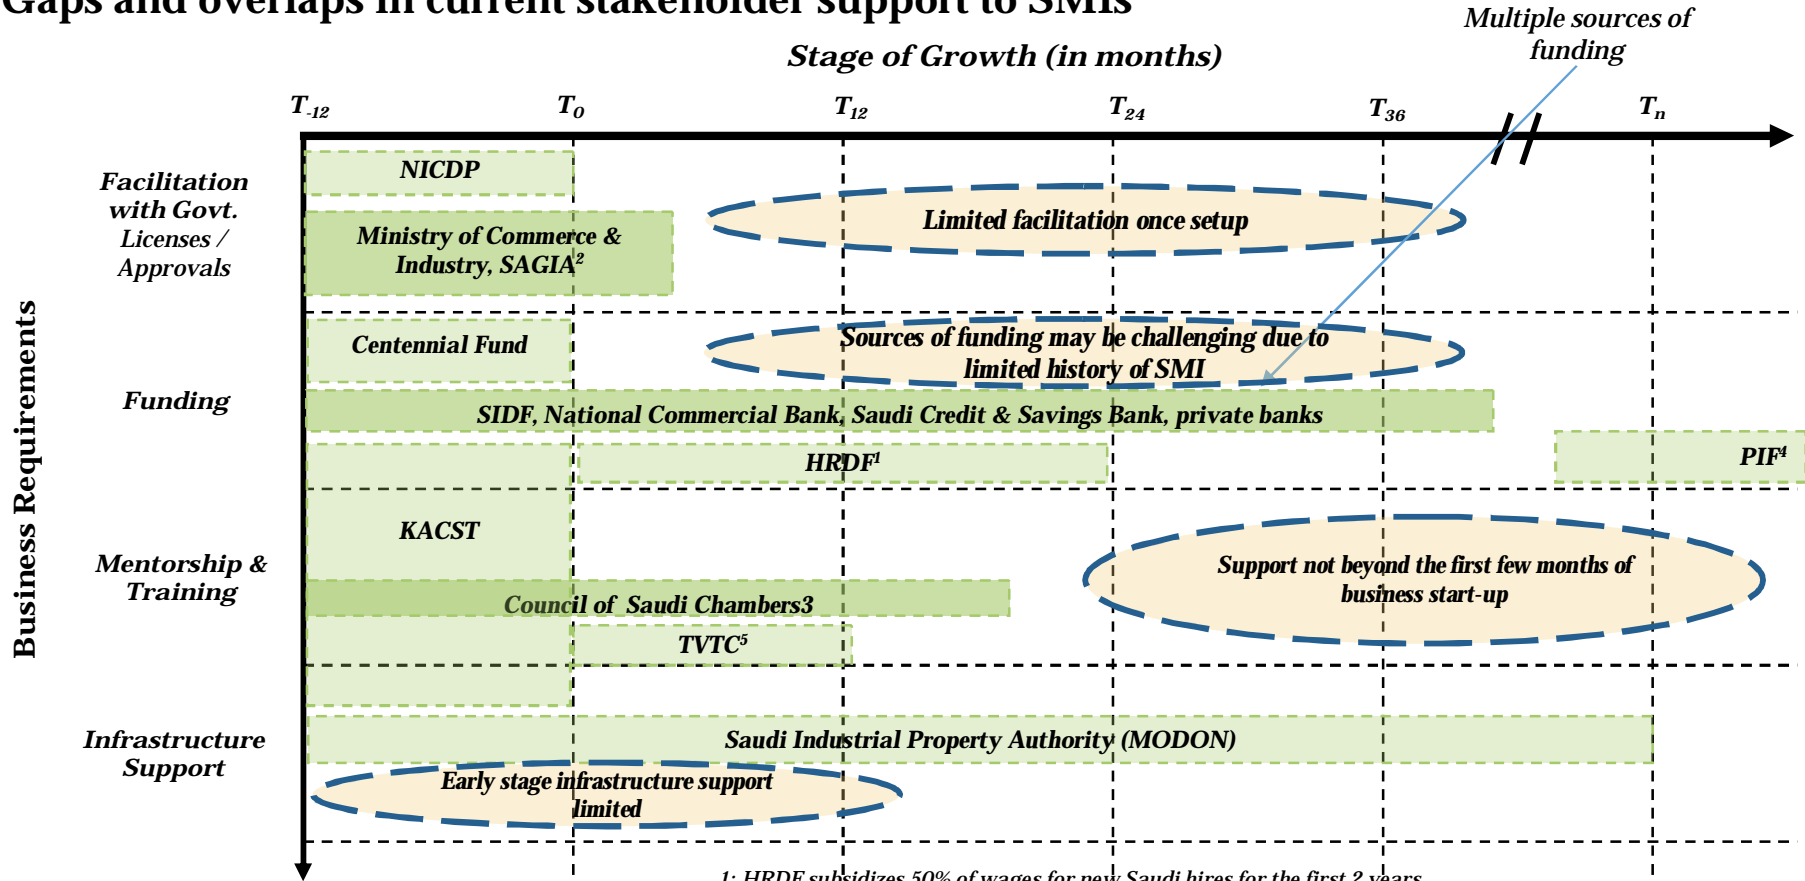 Gaps and overlaps in current stakeholder support to SMIs
Multiple sources of
funding
Stage of Growth (in months)
T-12
T0
T12
T24
T36
Tn
Business Requirements
Facilitation
with Govt.
Licenses /
Approvals
NICDP
Ministry of Commerce &
Industry, SAGIA2
Limited facilitation once setup
Funding
Centennial Fund
Sources of funding may be challenging due to
limited history of SMI
SIDF, National Commercial Bank, Saudi Credit & Savings Bank, private banks
HRDF1
PIF4
Mentorship &
Training
KACST
Council of Saudi Chambers3
TVTC5
Support not beyond the first few months of
business start-up
Infrastructure
Support
Saudi Industrial Property Authority (MODON)
Early stage infrastructure support
limited
1: HRDF subsidizes 50% of wages for new Saudi hires for the first 2 years